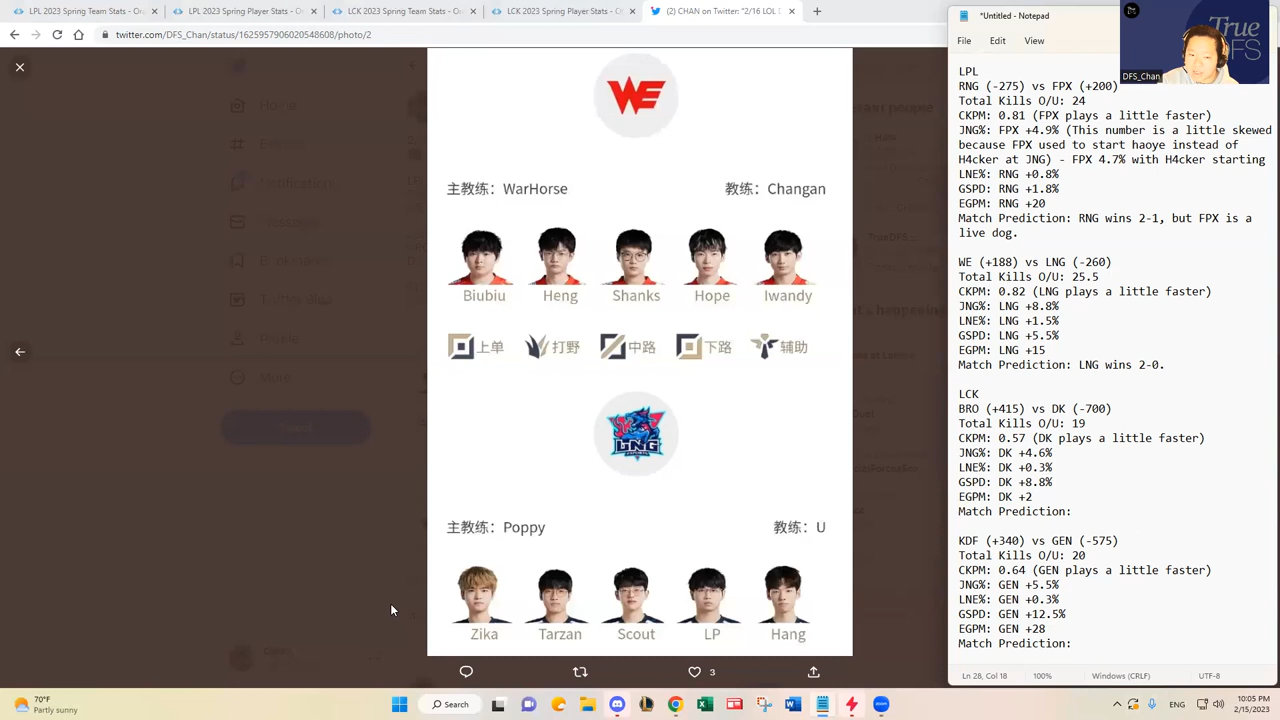 LPL 2023 Spring Team Stats - Or
LPL 2023 Spring Player Stats - O
LCK 2023 Spring Team Stats - Or
LCK 2023 Spring Player Stats - O
(2) CHAN on Twitter: "2/16 LOL D
twitter.com/DFS_Chan/status/1625957906020548608/photo/2
WE
主教练：WarHorse
教练：Changan
Biubiu
Heng
Shanks
Hope
Iwandy
上单
打野
中路
下路
辅助
LNG
主教练：Poppy
教练：U
Zika
Tarzan
Scout
LP
Hang
3
Home
Notifications
Bookmarks
Twitter Blue
More
*Untitled - Notepad
File Edit View
True
FS
DFS_Chan
LPL
RNG (-275) vs FPX (+200)
Total Kills O/U: 24
CKPM: 0.81 (FPX plays a little faster)
JNG%: FPX +4.9% (This number is a little skewed
because FPX used to start haoye instead of
H4cker at JNG) - FPX 4.7% with H4cker starting
LNE%: RNG +0.8%
GSPD: RNG +1.8%
EGPM: RNG +20
Match Prediction: RNG wins 2-1, but FPX is a
live dog.
WE (+188) vs LNG (-260)
Total Kills O/U: 25.5
CKPM: 0.82 (LNG plays a little faster)
JNG%: LNG +8.8%
LNE%: LNG +1.5%
GSPD: LNG +5.5%
EGPM: LNG +15
Match Prediction: LNG wins 2-0.
LCK
BRO (+415) vs DK (-700)
Total Kills O/U: 19
CKPM: 0.57 (DK plays a little faster)
JNG%: DK +4.6%
LNE%: DK +0.3%
GSPD: DK +8.8%
EGPM: DK +2
Match Prediction:
KDF (+340) vs GEN (-575)
Total Kills O/U: 20
CKPM: 0.64 (GEN plays a little faster)
JNG%: GEN +5.5%
LNE%: GEN +0.3%
GSPD: GEN +12.5%
EGPM: GEN +28
Match Prediction:
Ln 28, Col 18
100%
Windows (CRLF)
UTF-8
70°F
Partly sunny
Search
ENG
10:05 PM
2/15/2023